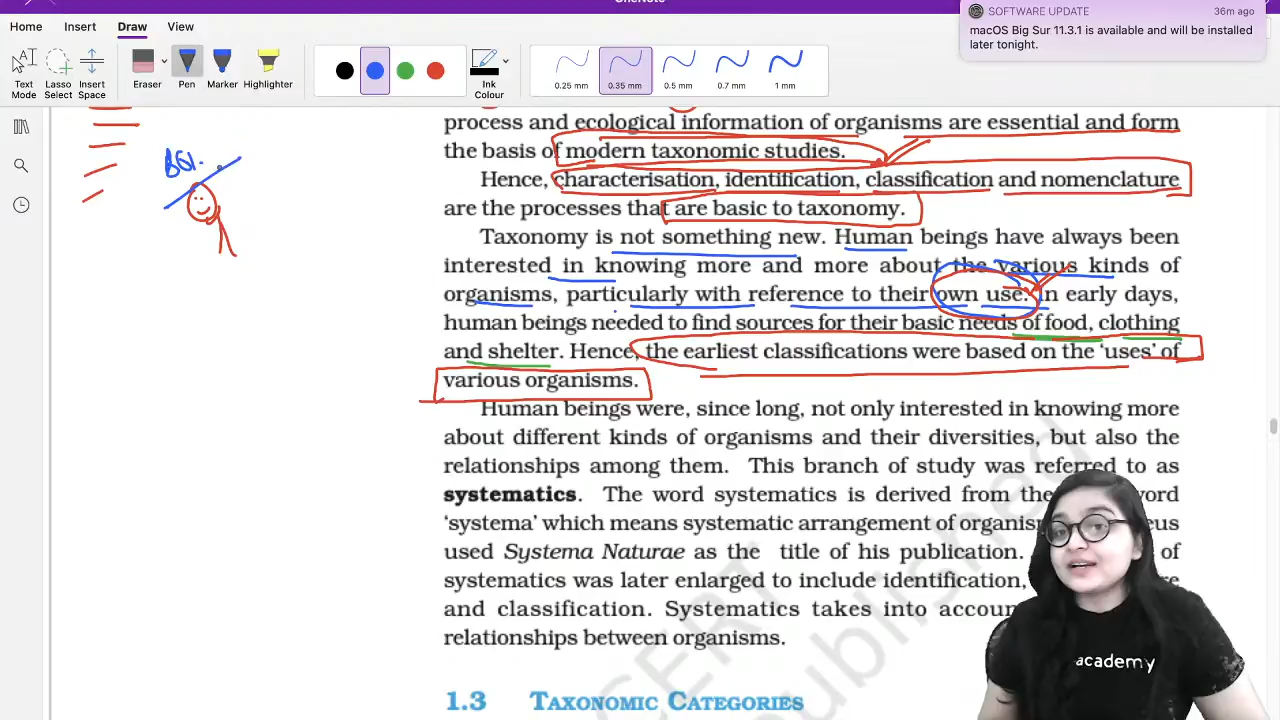 OneNote
SOFTWARE UPDATE 36m ago
macOS Big Sur 11.3.1 is available and will be installed
later tonight.
Home Insert Draw View
Text Mode Lasso Select Insert Space Eraser Pen Marker Highlighter Ink Colour 0.25 mm 0.35 mm 0.5 mm 0.7 mm 1 mm
process and ecological information of organisms are essential and form
the basis of modern taxonomic studies.
Hence, characterisation, identification, classification and nomenclature
are the processes that are basic to taxonomy.
Taxonomy is not something new. Human beings have always been
interested in knowing more and more about the various kinds of
organisms, particularly with reference to their own use. In early days,
human beings needed to find sources for their basic needs of food, clothing
and shelter. Hence, the earliest classifications were based on the 'uses' of
various organisms.
Human beings were, since long, not only interested in knowing more
about different kinds of organisms and their diversities, but also the
relationships among them. This branch of study was referred to as
systematics. The word systematics is derived from the
'systema' which means systematic arrangement of
used Systema Naturae as the title of his publication. of
systematics was later enlarged to include identification,
and classification. Systematics takes into
relationships between organisms.
1.3 TAXONOMIC CATEGORIES
NCERT
published
academy